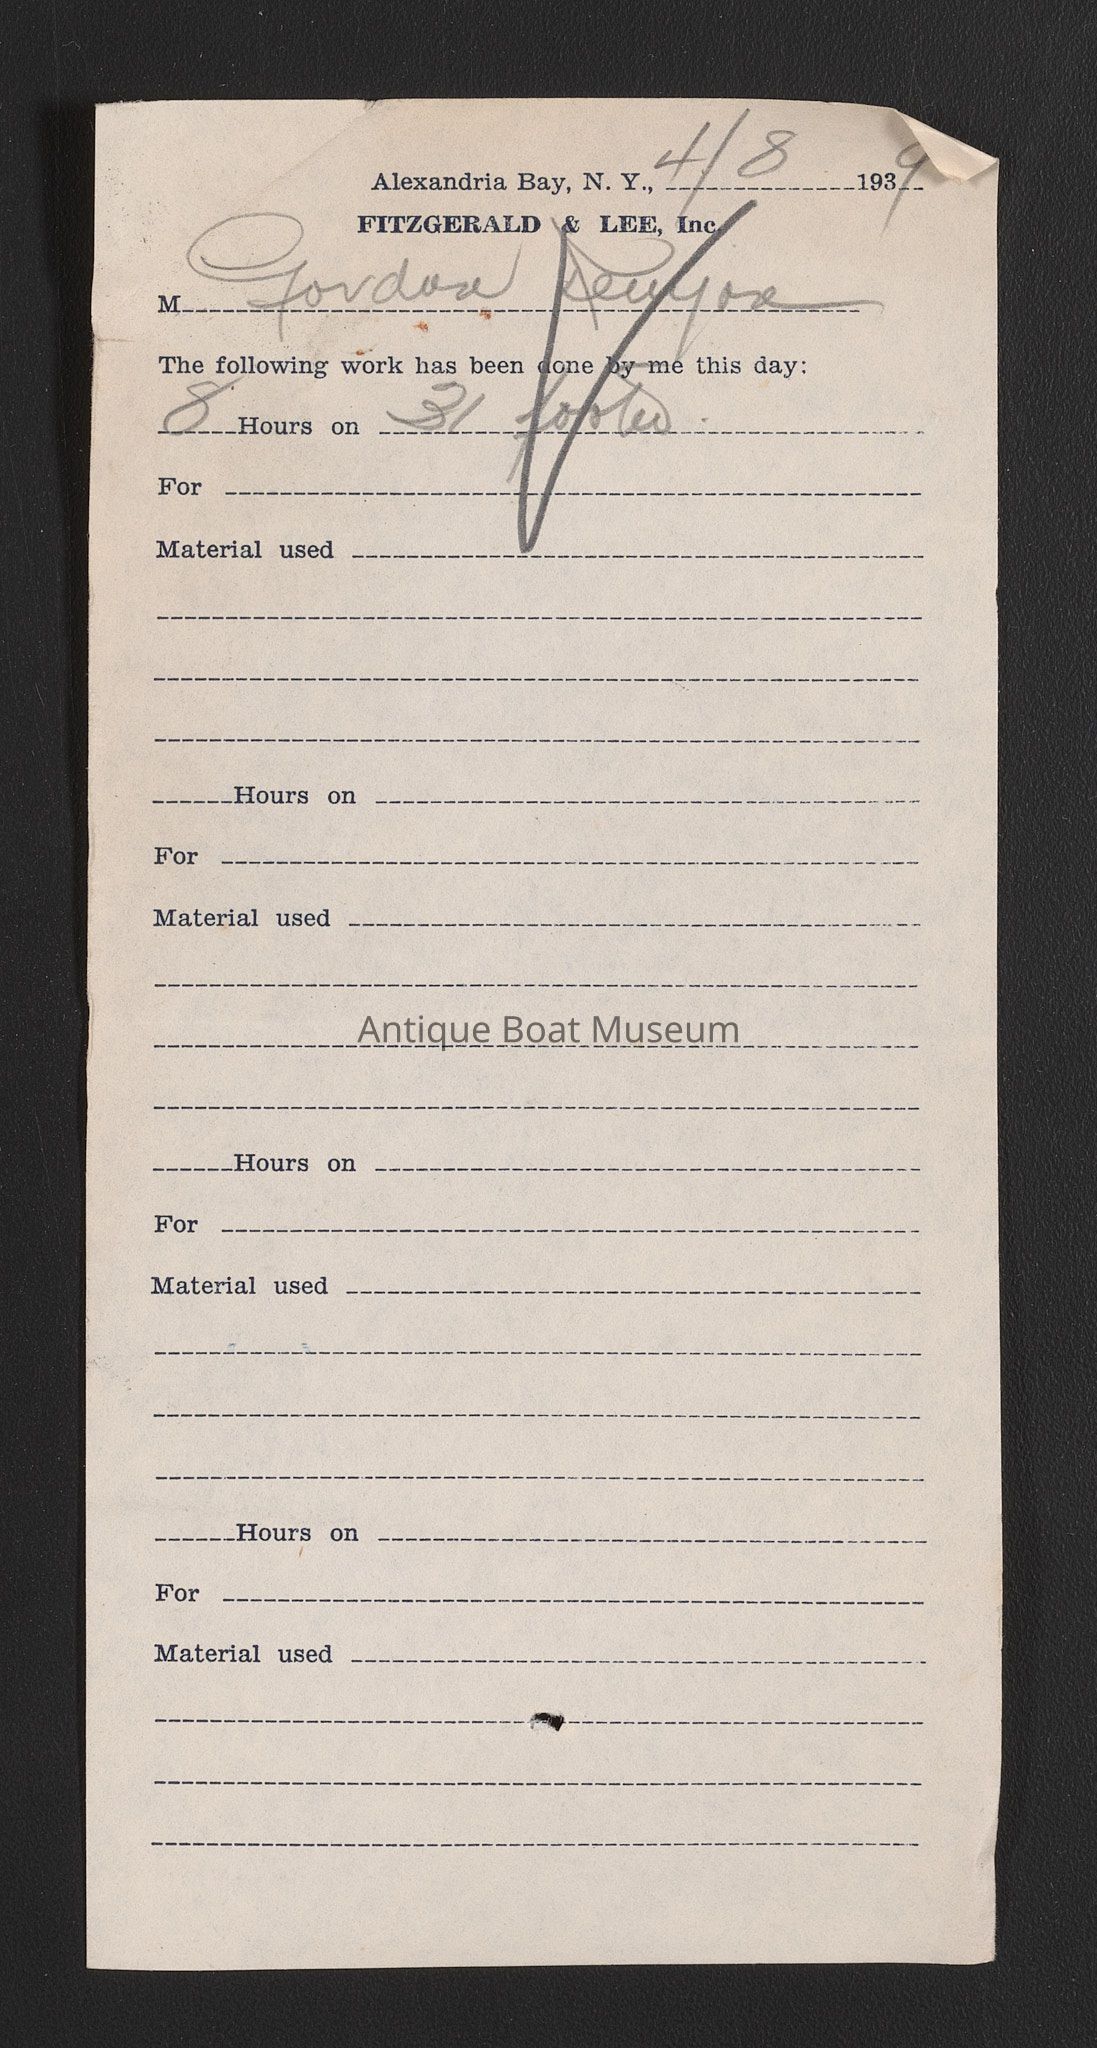 Alexandria Bay, N. Y., 4/8 1939
FITZGERALD & LEE, Inc.
M Gordon Kenyon
The following work has been done by me this day:
8 Hours on 31 footer.
For
Material used
Hours on
For
Material used
Antique Boat Museum
Hours on
For
Material used
Hours on
For
Material used